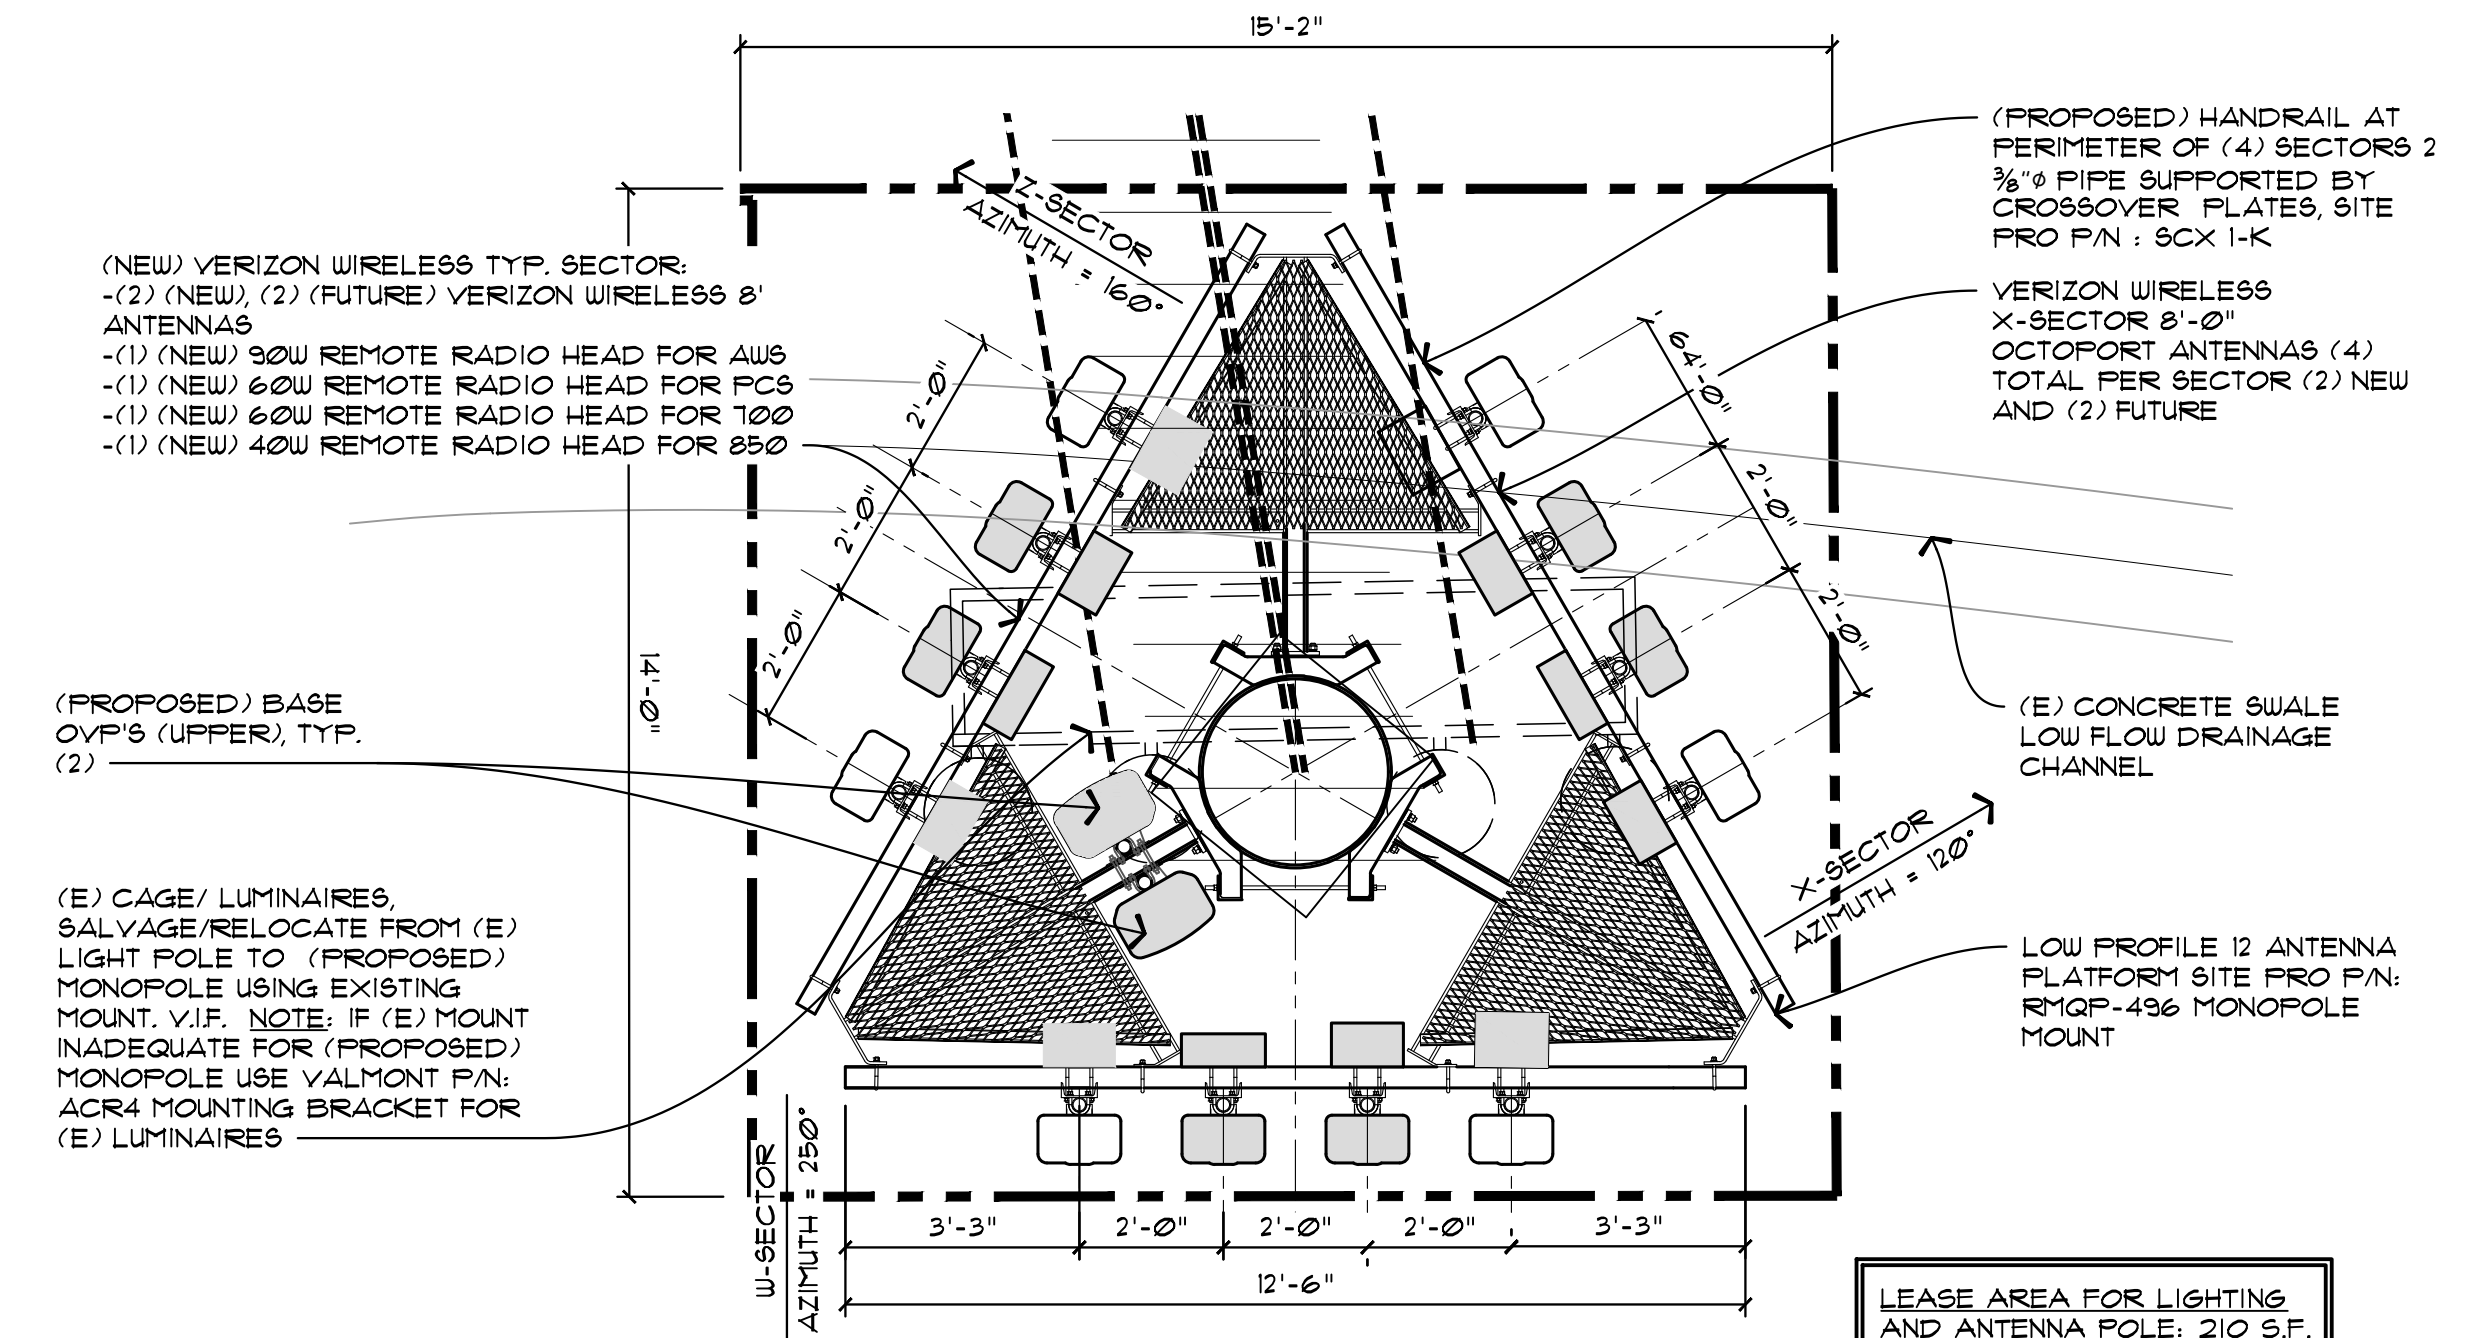 15'-2"
(PROPOSED) HANDRAIL AT
PERIMETER OF (4) SECTORS 2
⅜"ø PIPE SUPPORTED BY
CROSSOVER PLATES, SITE
PRO P/N : SCX 1-K
Z-SECTOR
AZIMUTH = 160°
(NEW) VERIZON WIRELESS TYP. SECTOR:
-(2) (NEW), (2) (FUTURE) VERIZON WIRELESS 8'
ANTENNAS
-(1) (NEW) 90W REMOTE RADIO HEAD FOR AWS
-(1) (NEW) 60W REMOTE RADIO HEAD FOR PCS
-(1) (NEW) 60W REMOTE RADIO HEAD FOR 700
-(1) (NEW) 40W REMOTE RADIO HEAD FOR 850
VERIZON WIRELESS
X-SECTOR 8'-0"
OCTOPORT ANTENNAS (4)
TOTAL PER SECTOR (2) NEW
AND (2) FUTURE
2'-0"
2'-0"
2'-0"
64'-0"
2'-0"
2'-0"
14'-0"
(PROPOSED) BASE
OVP'S (UPPER), TYP.
(2)
(E) CONCRETE SWALE
LOW FLOW DRAINAGE
CHANNEL
X-SECTOR
AZIMUTH = 120°
(E) CAGE/ LUMINAIRES,
SALVAGE/RELOCATE FROM (E)
LIGHT POLE TO (PROPOSED)
MONOPOLE USING EXISTING
MOUNT. V.I.F. NOTE: IF (E) MOUNT
INADEQUATE FOR (PROPOSED)
MONOPOLE USE VALMONT P/N:
ACR4 MOUNTING BRACKET FOR
(E) LUMINAIRES
LOW PROFILE 12 ANTENNA
PLATFORM SITE PRO P/N:
RMQP-496 MONOPOLE
MOUNT
W-SECTOR
AZIMUTH = 250°
3'-3"
2'-0"
2'-0"
2'-0"
3'-3"
12'-6"
LEASE AREA FOR LIGHTING
AND ANTENNA POLE: 210 S.F.